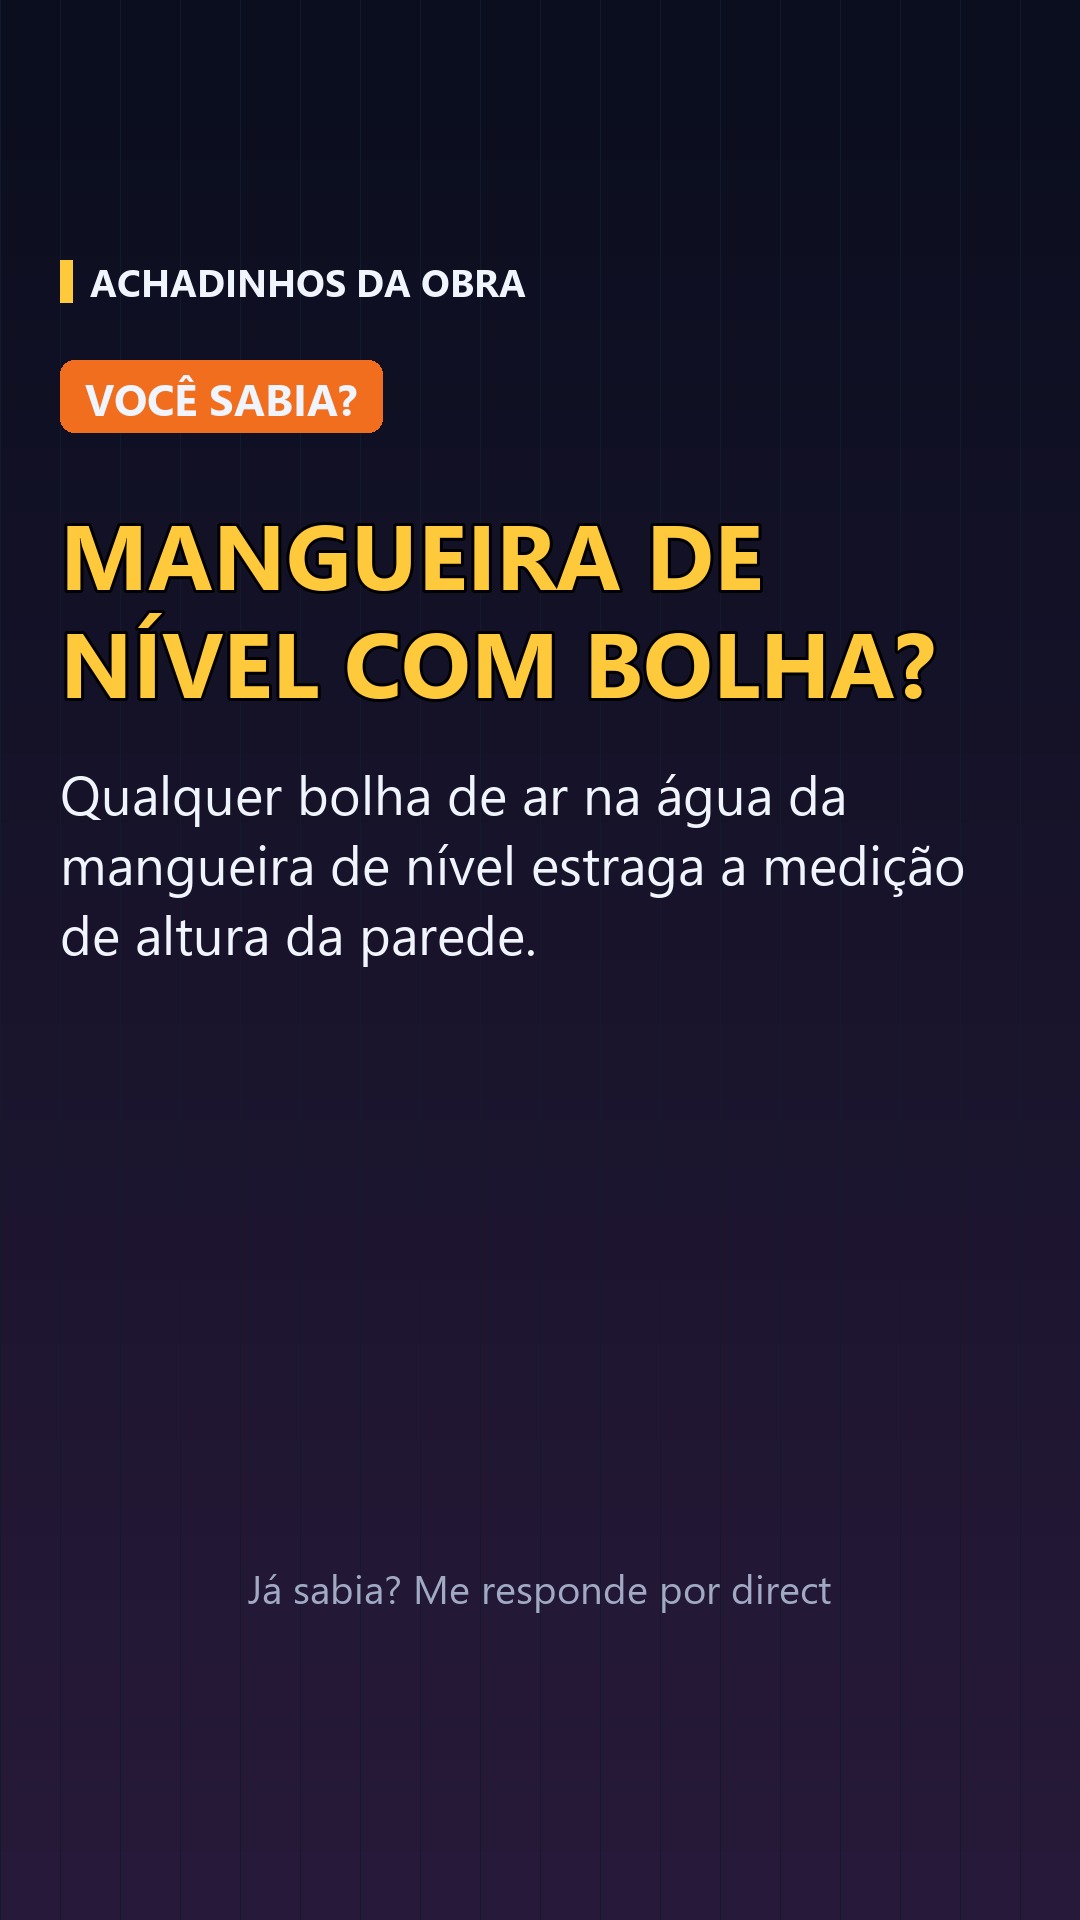 ACHADINHOS DA OBRA
VOCÊ SABIA?
MANGUEIRA DE
NÍVEL COM BOLHA?
Qualquer bolha de ar na água da
mangueira de nível estraga a medição
de altura da parede.
Já sabia? Me responde por direct